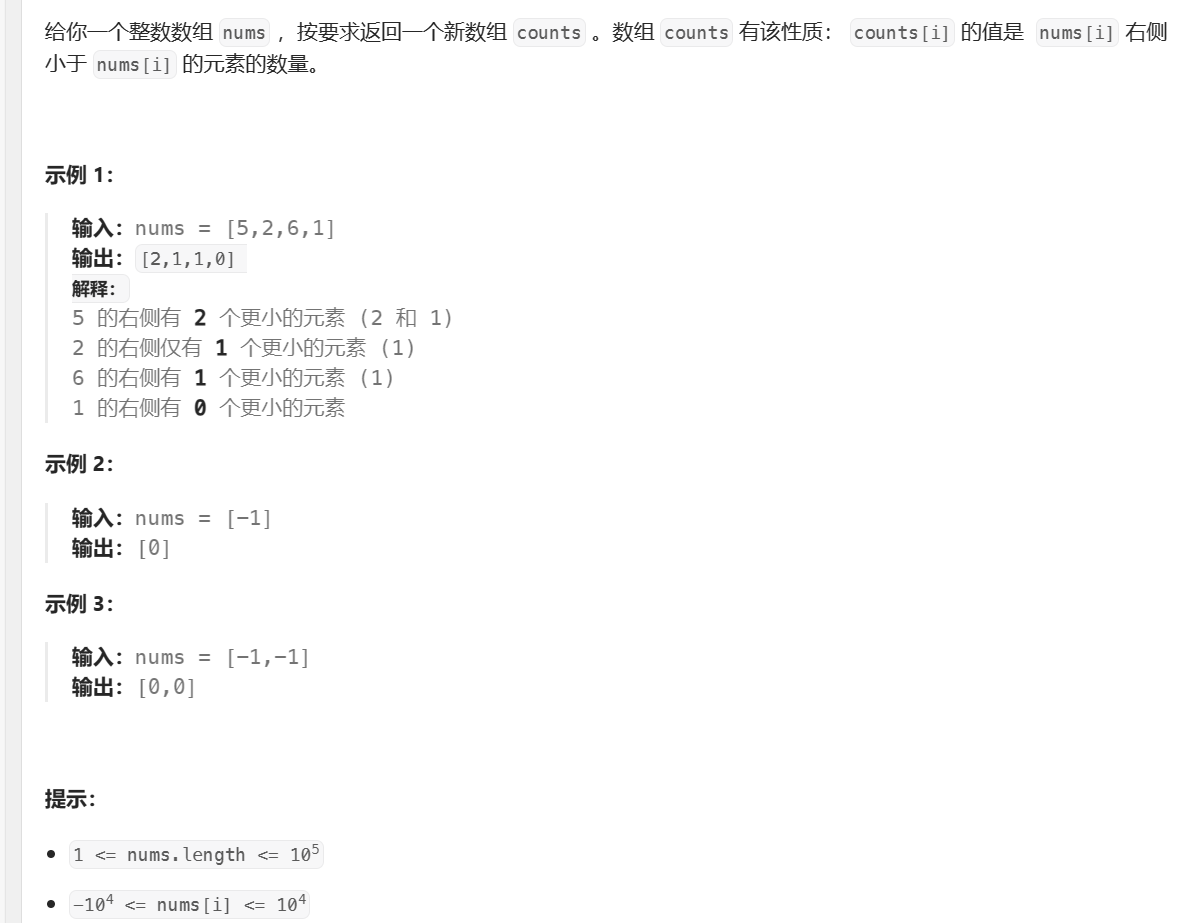 给你一个整数数组 nums ，按要求返回一个新数组 counts 。数组 counts 有该性质： counts[i] 的值是 nums[i] 右侧
小于 nums[i] 的元素的数量。
示例 1：
输入：nums = [5,2,6,1]
输出：[2,1,1,0]
解释：
5 的右侧有 2 个更小的元素 (2 和 1)
2 的右侧仅有 1 个更小的元素 (1)
6 的右侧有 1 个更小的元素 (1)
1 的右侧有 0 个更小的元素
示例 2：
输入：nums = [-1]
输出：[0]
示例 3：
输入：nums = [-1,-1]
输出：[0,0]
提示：
• 1 <= nums.length <= 10⁵
• -10⁴ <= nums[i] <= 10⁴